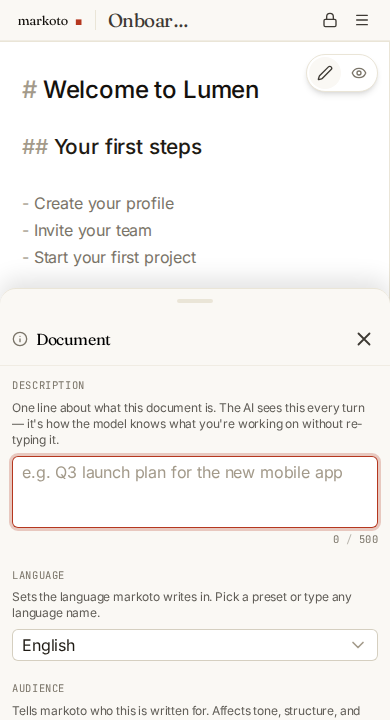 markoto
Onboar...
# Welcome to Lumen
## Your first steps
- Create your profile
- Invite your team
- Start your first project
Document
DESCRIPTION
One line about what this document is. The AI sees this every turn
— it's how the model knows what you're working on without re-
typing it.
e.g. Q3 launch plan for the new mobile app
0 / 500
LANGUAGE
Sets the language markoto writes in. Pick a preset or type any
language name.
English
AUDIENCE
Tells markoto who this is written for. Affects tone, structure, and